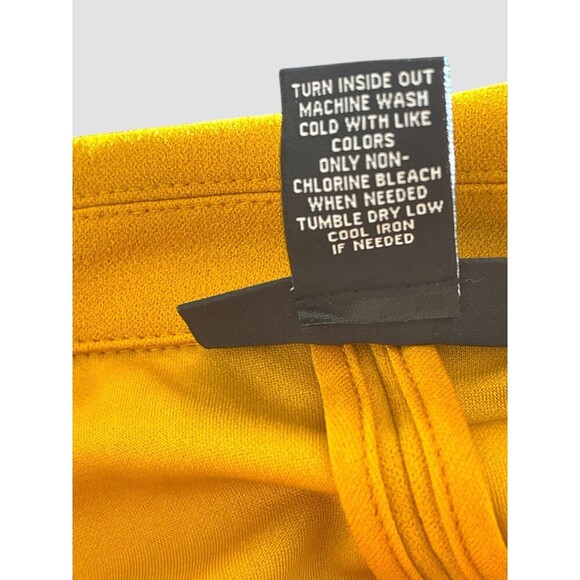 TURN INSIDE OUT
MACHINE WASH
COLD WITH LIKE
COLORS
ONLY NON-
CHLORINE BLEACH
WHEN NEEDED
TUMBLE DRY LOW
COOL IRON
IF NEEDED